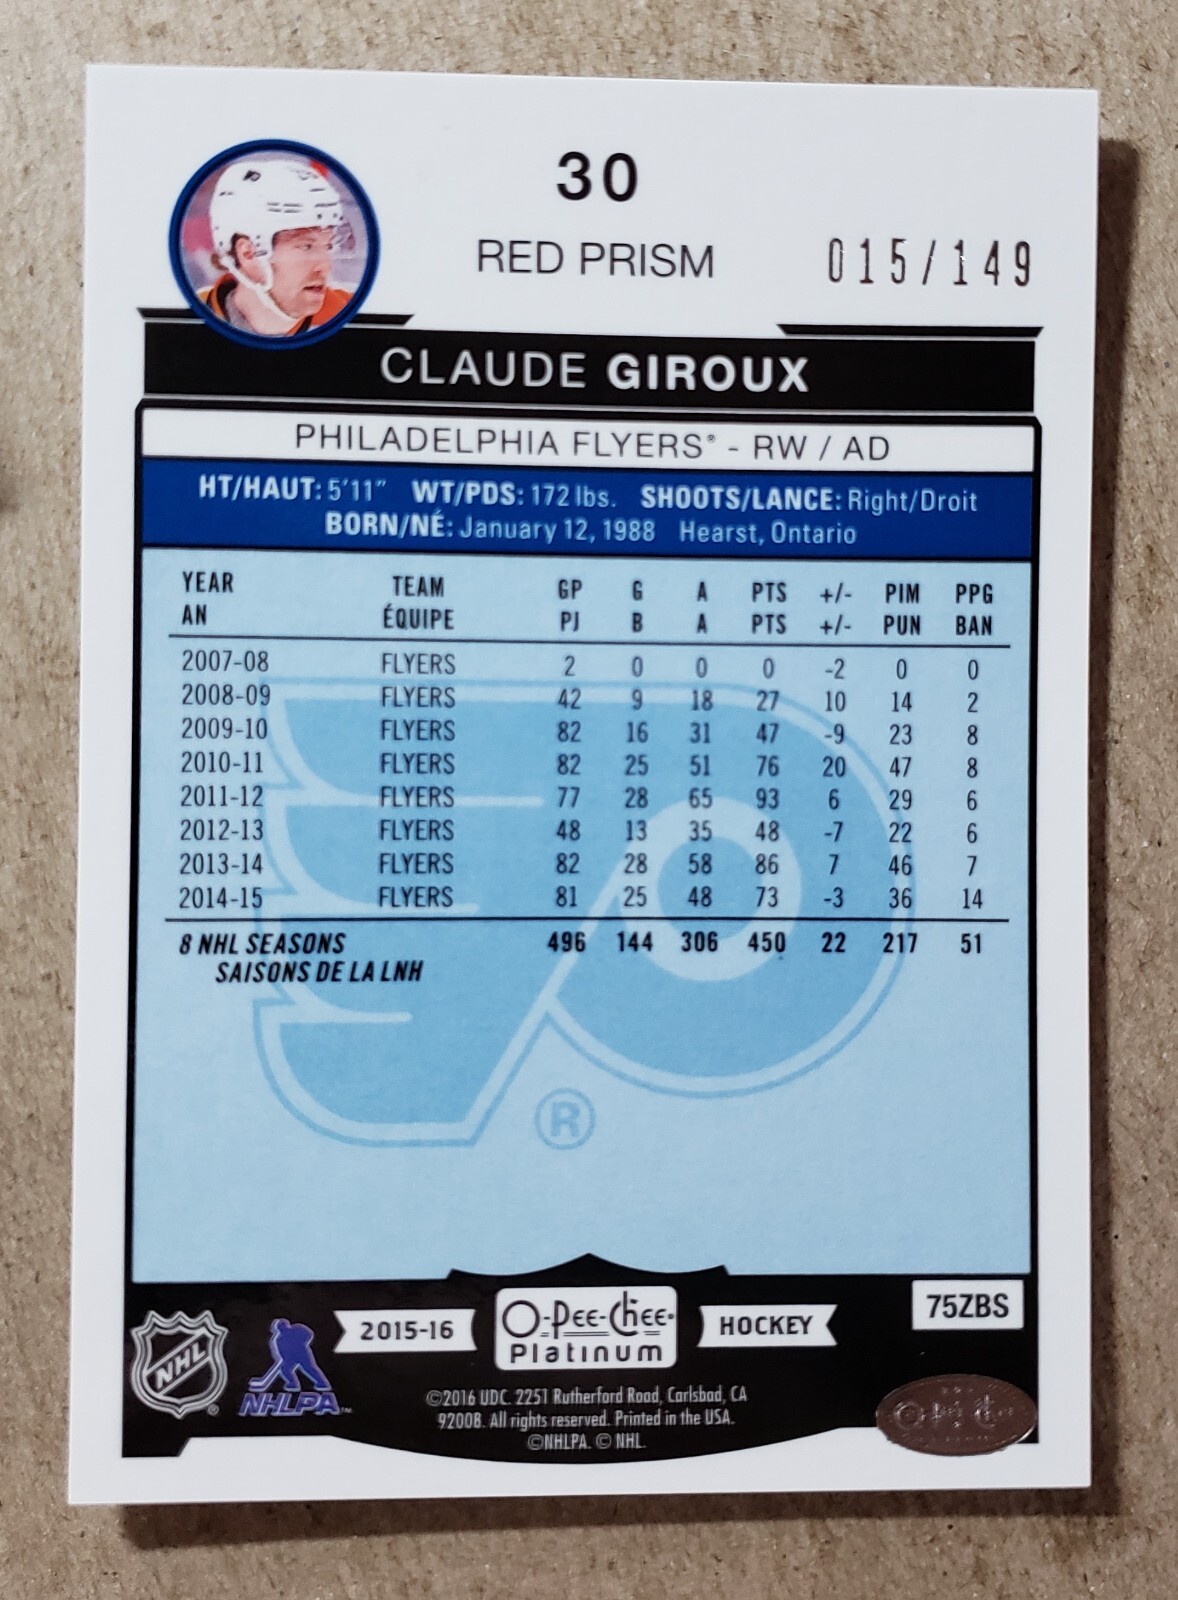 30
RED PRISM
015/149
CLAUDE GIROUX
PHILADELPHIA FLYERS® - RW / AD
HT/HAUT: 5'11" WT/PDS: 172 lbs. SHOOTS/LANCE: Right/Droit
BORN/NÉ: January 12, 1988 Hearst, Ontario
YEAR TEAM GP G A PTS +/- PIM PPG
AN ÉQUIPE PJ B A PTS +/- PUN BAN
2007-08 FLYERS 2 0 0 0 -2 0 0
2008-09 FLYERS 42 9 18 27 10 14 2
2009-10 FLYERS 82 16 31 47 -9 23 8
2010-11 FLYERS 82 25 51 76 20 47 8
2011-12 FLYERS 77 28 65 93 6 29 6
2012-13 FLYERS 48 13 35 48 -7 22 6
2013-14 FLYERS 82 28 58 86 7 46 7
2014-15 FLYERS 81 25 48 73 -3 36 14
8 NHL SEASONS 496 144 306 450 22 217 51
SAISONS DE LA LNH
®
75ZBS
2015-16 O-Pee-Chee® HOCKEY
Platinum
NHL®
NHLPA™
©2016 UDC. 2251 Rutherford Road, Carlsbad, CA
92008. All rights reserved. Printed in the USA.
©NHLPA. © NHL.